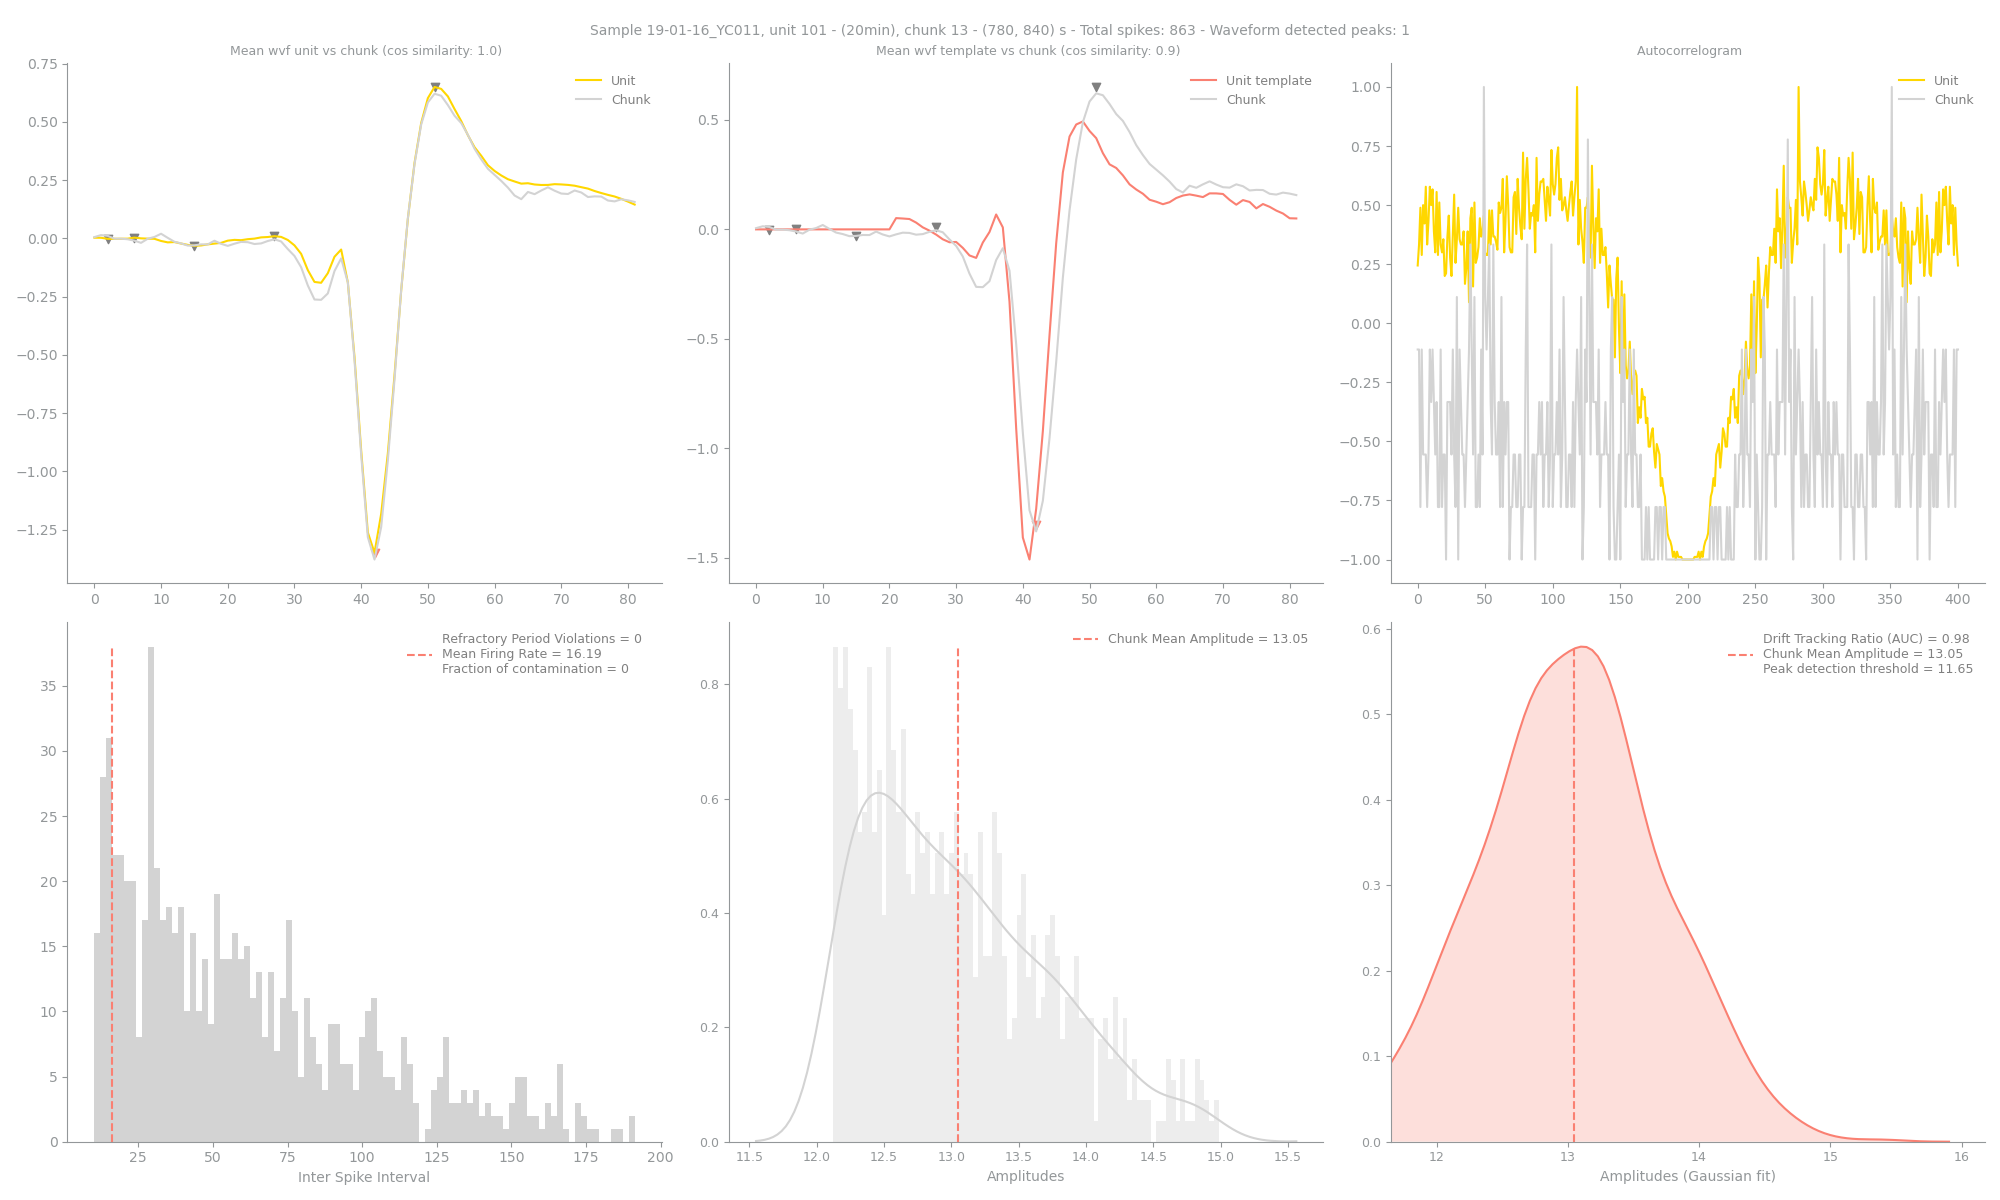 Sample 19-01-16_YC011, unit 101 - (20min), chunk 13 - (780, 840) s - Total spikes: 863 - Waveform detected peaks: 1
Mean wvf unit vs chunk (cos similarity: 1.0)
0.75
0.50
0.25
0.00
−0.25
−0.50
−0.75
−1.00
−1.25
0 10 20 30 40 50 60 70 80
Unit
Chunk
Mean wvf template vs chunk (cos similarity: 0.9)
0.5
0.0
−0.5
−1.0
−1.5
0 10 20 30 40 50 60 70 80
Unit template
Chunk
Autocorrelogram
1.00
0.75
0.50
0.25
0.00
−0.25
−0.50
−0.75
−1.00
0 50 100 150 200 250 300 350 400
Unit
Chunk
Refractory Period Violations = 0
Mean Firing Rate = 16.19
Fraction of contamination = 0
35
30
25
20
15
10
5
0
25 50 75 100 125 150 175 200
Inter Spike Interval
Chunk Mean Amplitude = 13.05
0.8
0.6
0.4
0.2
0.0
11.5 12.0 12.5 13.0 13.5 14.0 14.5 15.0 15.5
Amplitudes
Drift Tracking Ratio (AUC) = 0.98
Chunk Mean Amplitude = 13.05
Peak detection threshold = 11.65
0.6
0.5
0.4
0.3
0.2
0.1
0.0
12 13 14 15 16
Amplitudes (Gaussian fit)